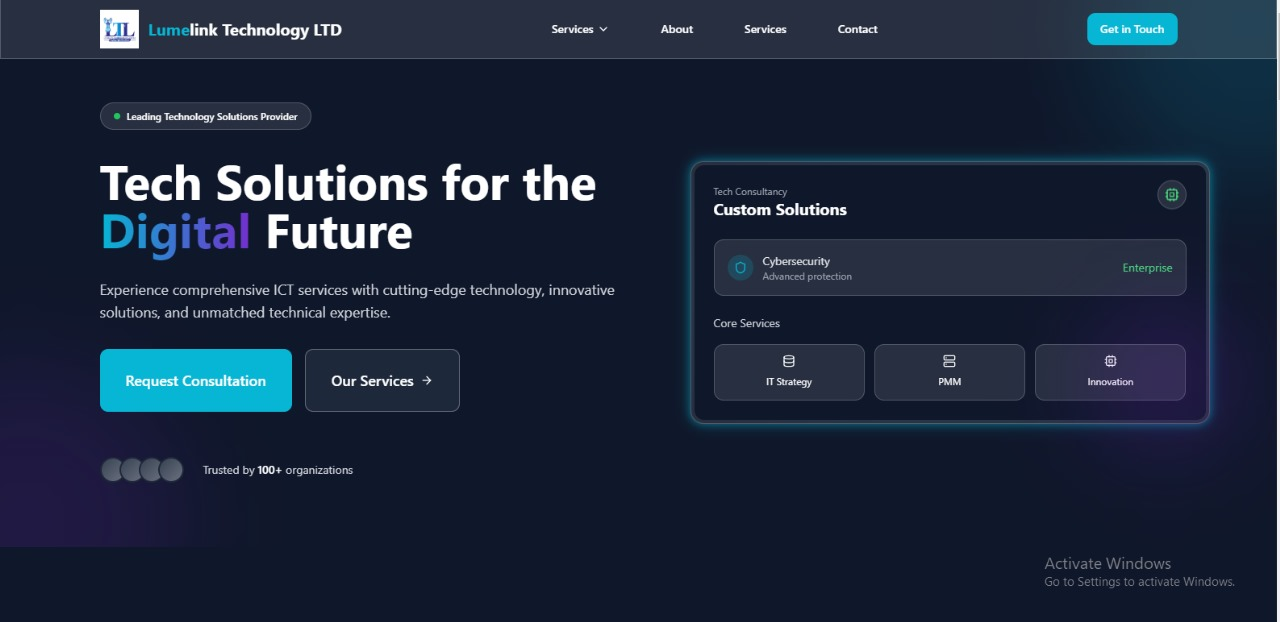 LTL
Lumelink Technology LTD
Services
About
Services
Contact
Get in Touch
Leading Technology Solutions Provider
Tech Solutions for the
Digital Future
Experience comprehensive ICT services with cutting-edge technology, innovative
solutions, and unmatched technical expertise.
Request Consultation
Our Services
Trusted by 100+ organizations
Tech Consultancy
Custom Solutions
Cybersecurity
Advanced protection
Enterprise
Core Services
IT Strategy
PMM
Innovation
Activate Windows
Go to Settings to activate Windows.